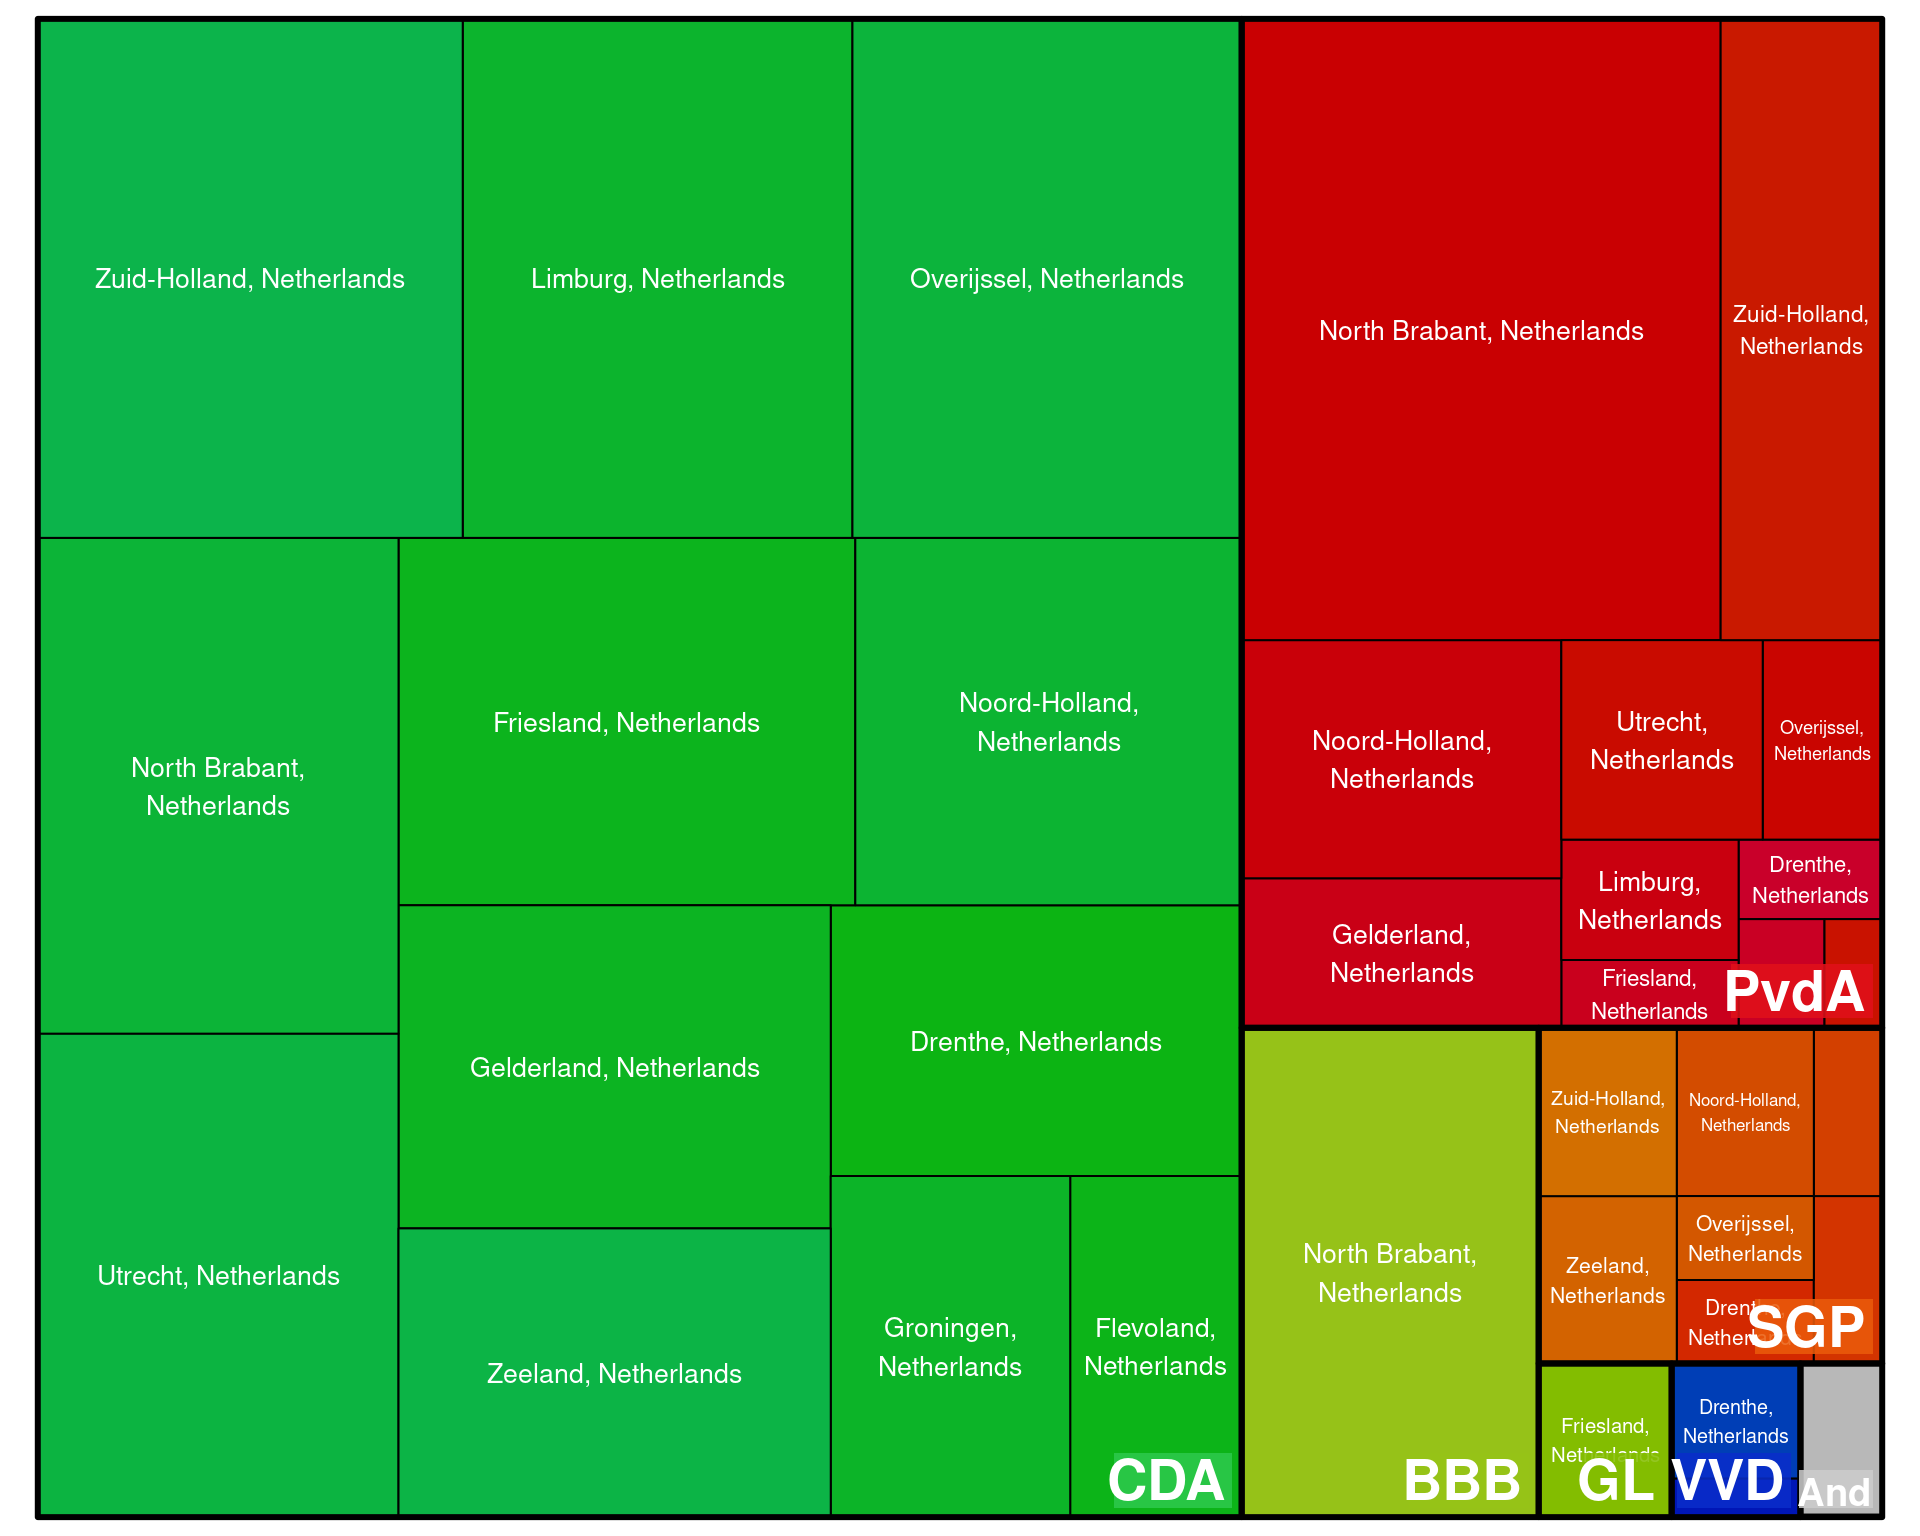 Zuid-Holland, Netherlands
Limburg, Netherlands
Overijssel, Netherlands
North Brabant,
Netherlands
Friesland, Netherlands
Noord-Holland,
Netherlands
Gelderland, Netherlands
Drenthe, Netherlands
Utrecht, Netherlands
Zeeland, Netherlands
Groningen,
Netherlands
Flevoland,
Netherlands
CDA
North Brabant, Netherlands
Zuid-Holland,
Netherlands
Noord-Holland,
Netherlands
Utrecht,
Netherlands
Overijssel,
Netherlands
Gelderland,
Netherlands
Limburg,
Netherlands
Drenthe,
Netherlands
Friesland,
Netherlands
PvdA
North Brabant,
Netherlands
BBB
Zuid-Holland,
Netherlands
Noord-Holland,
Netherlands
Zeeland,
Netherlands
Overijssel,
Netherlands
Drenthe,
Netherlands
SGP
Friesland,
Netherlands
GL
Drenthe,
Netherlands
VVD
And